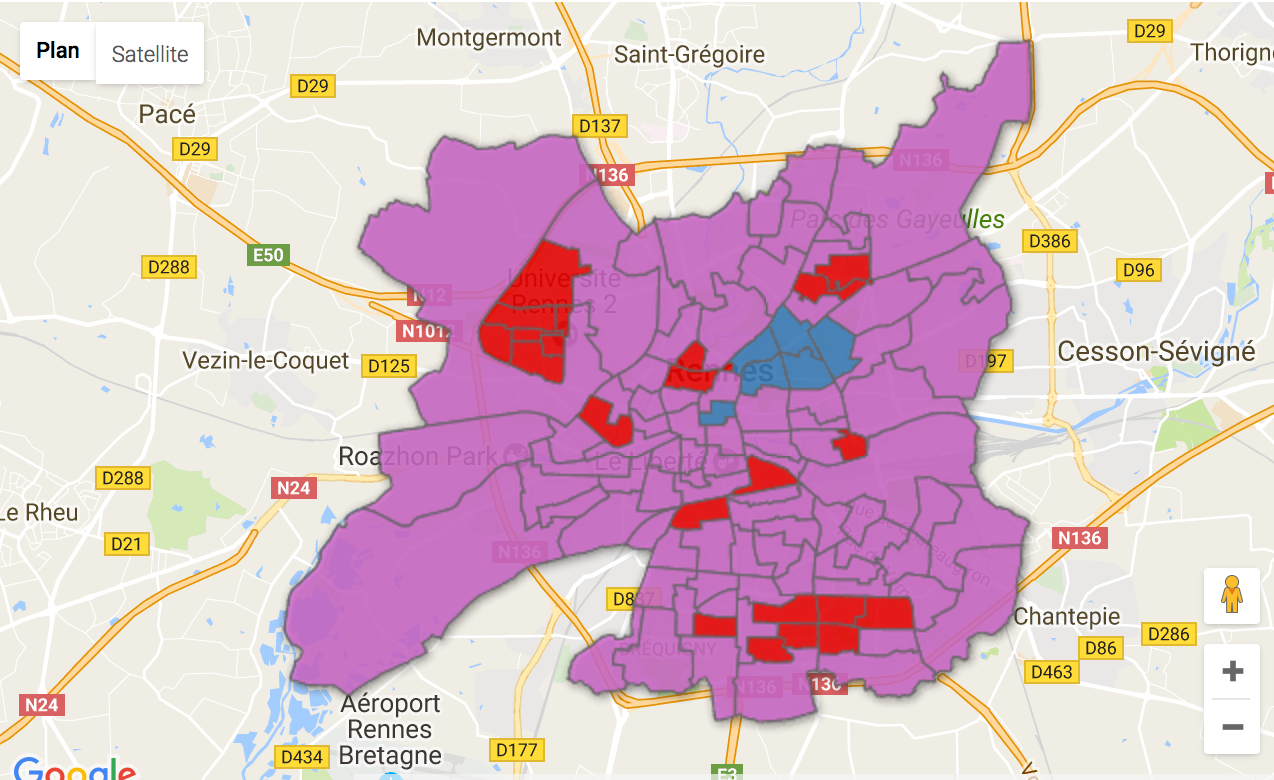 Plan
Satellite
Montgermont
Saint-Grégoire
D29
Thorign
D29
Pacé
D137
D29
N136
N136
Parc des Gayeulles
E50
D386
D288
D96
Université
Rennes 2
N12
N1012
Vezin-le-Coquet
D125
Rennes
D197
Cesson-Sévigné
Roazhon Park
Le Liberté
D288
N24
Le Rheu
D21
N136
N136
D837
Chantepie
D286
BRÉQUIGNY
D86
D463
N136
N136
N24
Aéroport
Rennes
Bretagne
D434
D177
Google
E3